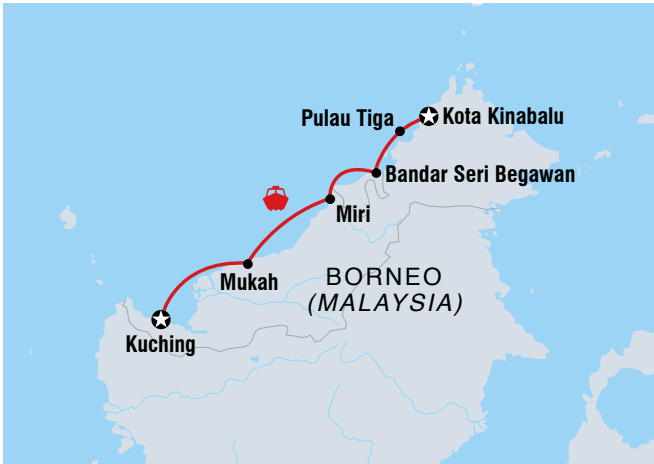 Pulau Tiga
Kota Kinabalu
Bandar Seri Begawan
Miri
Mukah
BORNEO
(MALAYSIA)
Kuching